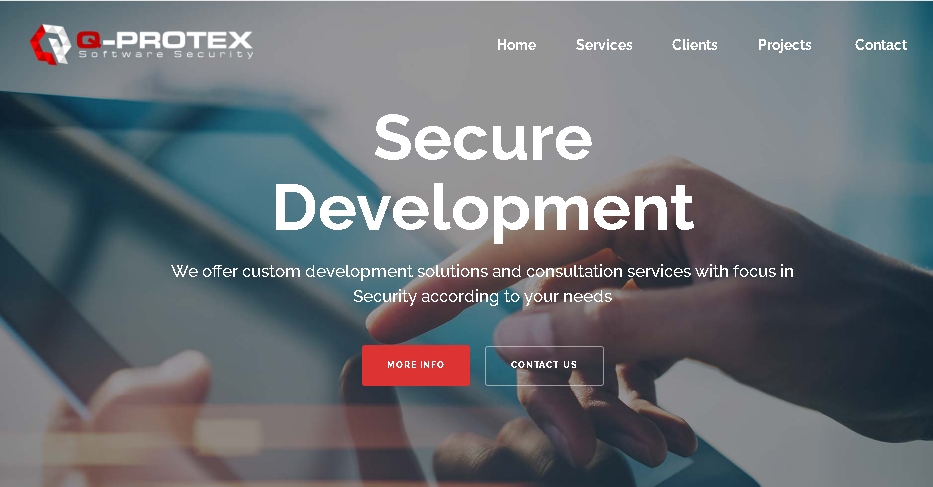 Q-PROTEX
Software Security
Home Services Clients Projects Contact
Secure
Development
We offer custom development solutions and consultation services with focus in
Security according to your needs
MORE INFO CONTACT US